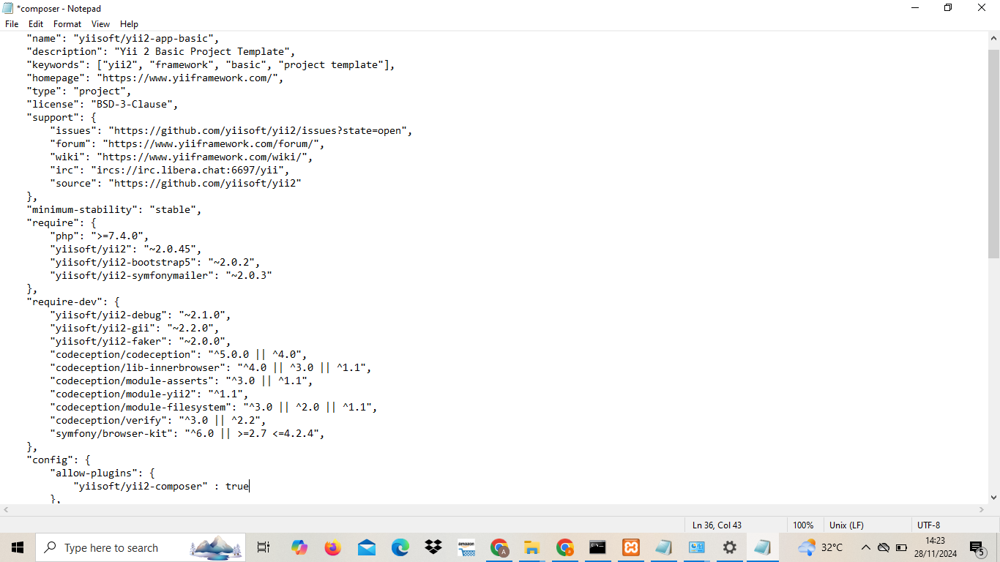 *composer - Notepad
File Edit Format View Help
"name": "yiisoft/yii2-app-basic",
"description": "Yii 2 Basic Project Template",
"keywords": ["yii2", "framework", "basic", "project template"],
"homepage": "https://www.yiiframework.com/",
"type": "project",
"license": "BSD-3-Clause",
"support": {
"issues": "https://github.com/yiisoft/yii2/issues?state=open",
"forum": "https://www.yiiframework.com/forum/",
"wiki": "https://www.yiiframework.com/wiki/",
"irc": "ircs://irc.libera.chat:6697/yii",
"source": "https://github.com/yiisoft/yii2"
},
"minimum-stability": "stable",
"require": {
"php": ">=7.4.0",
"yiisoft/yii2": "~2.0.45",
"yiisoft/yii2-bootstrap5": "~2.0.2",
"yiisoft/yii2-symfonymailer": "~2.0.3"
},
"require-dev": {
"yiisoft/yii2-debug": "~2.1.0",
"yiisoft/yii2-gii": "~2.2.0",
"yiisoft/yii2-faker": "~2.0.0",
"codeception/codeception": "^5.0.0 || ^4.0",
"codeception/lib-innerbrowser": "^4.0 || ^3.0 || ^1.1",
"codeception/module-asserts": "^3.0 || ^1.1",
"codeception/module-yii2": "^1.1",
"codeception/module-filesystem": "^3.0 || ^2.0 || ^1.1",
"codeception/verify": "^3.0 || ^2.2",
"symfony/browser-kit": "^6.0 || >=2.7 <=4.2.4",
},
"config": {
"allow-plugins": {
"yiisoft/yii2-composer" : true
},
Ln 36, Col 43 100% Unix (LF) UTF-8
Type here to search amazon A 32°C 14:23
28/11/2024 5